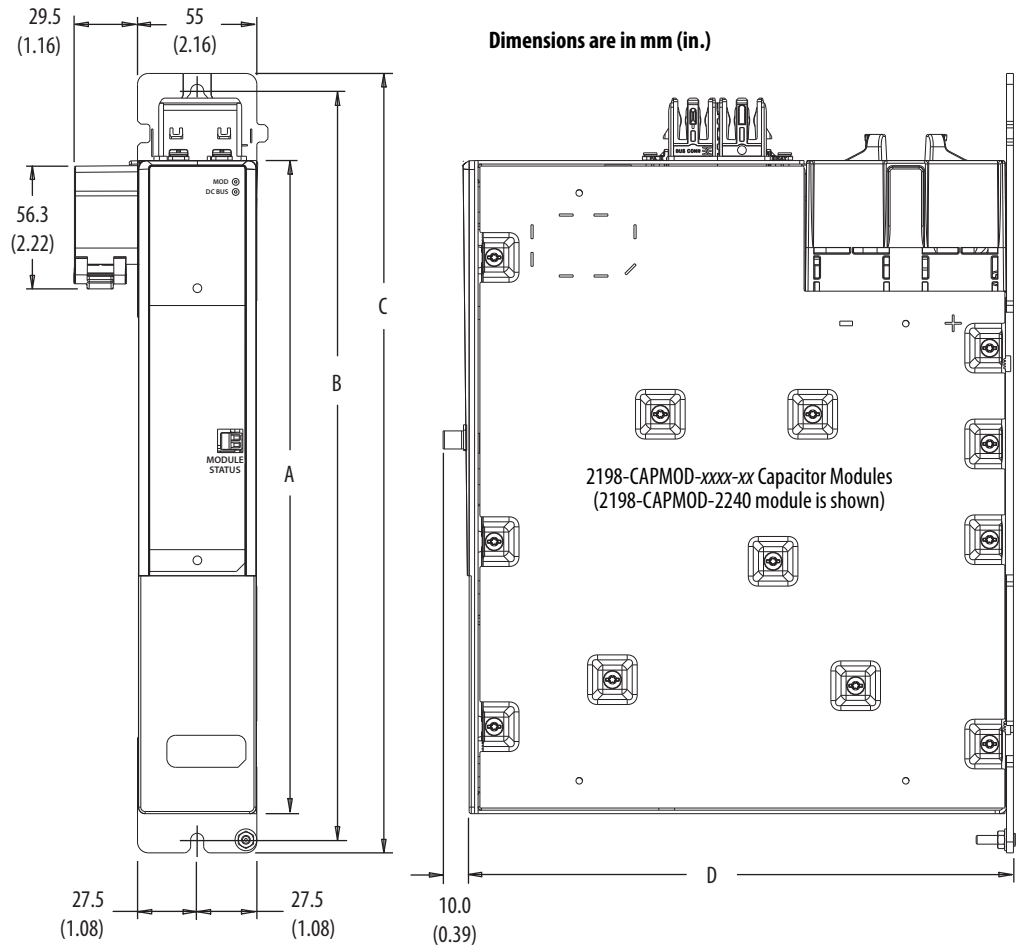 29.5
(1.16)
55
(2.16)
Dimensions are in mm (in.)
MOD
DC BUS
56.3
(2.22)
C
B
A
MODULE
STATUS
2198-CAPMOD-xxxx-xx Capacitor Modules
(2198-CAPMOD-2240 module is shown)
D
27.5
(1.08)
27.5
(1.08)
10.0
(0.39)